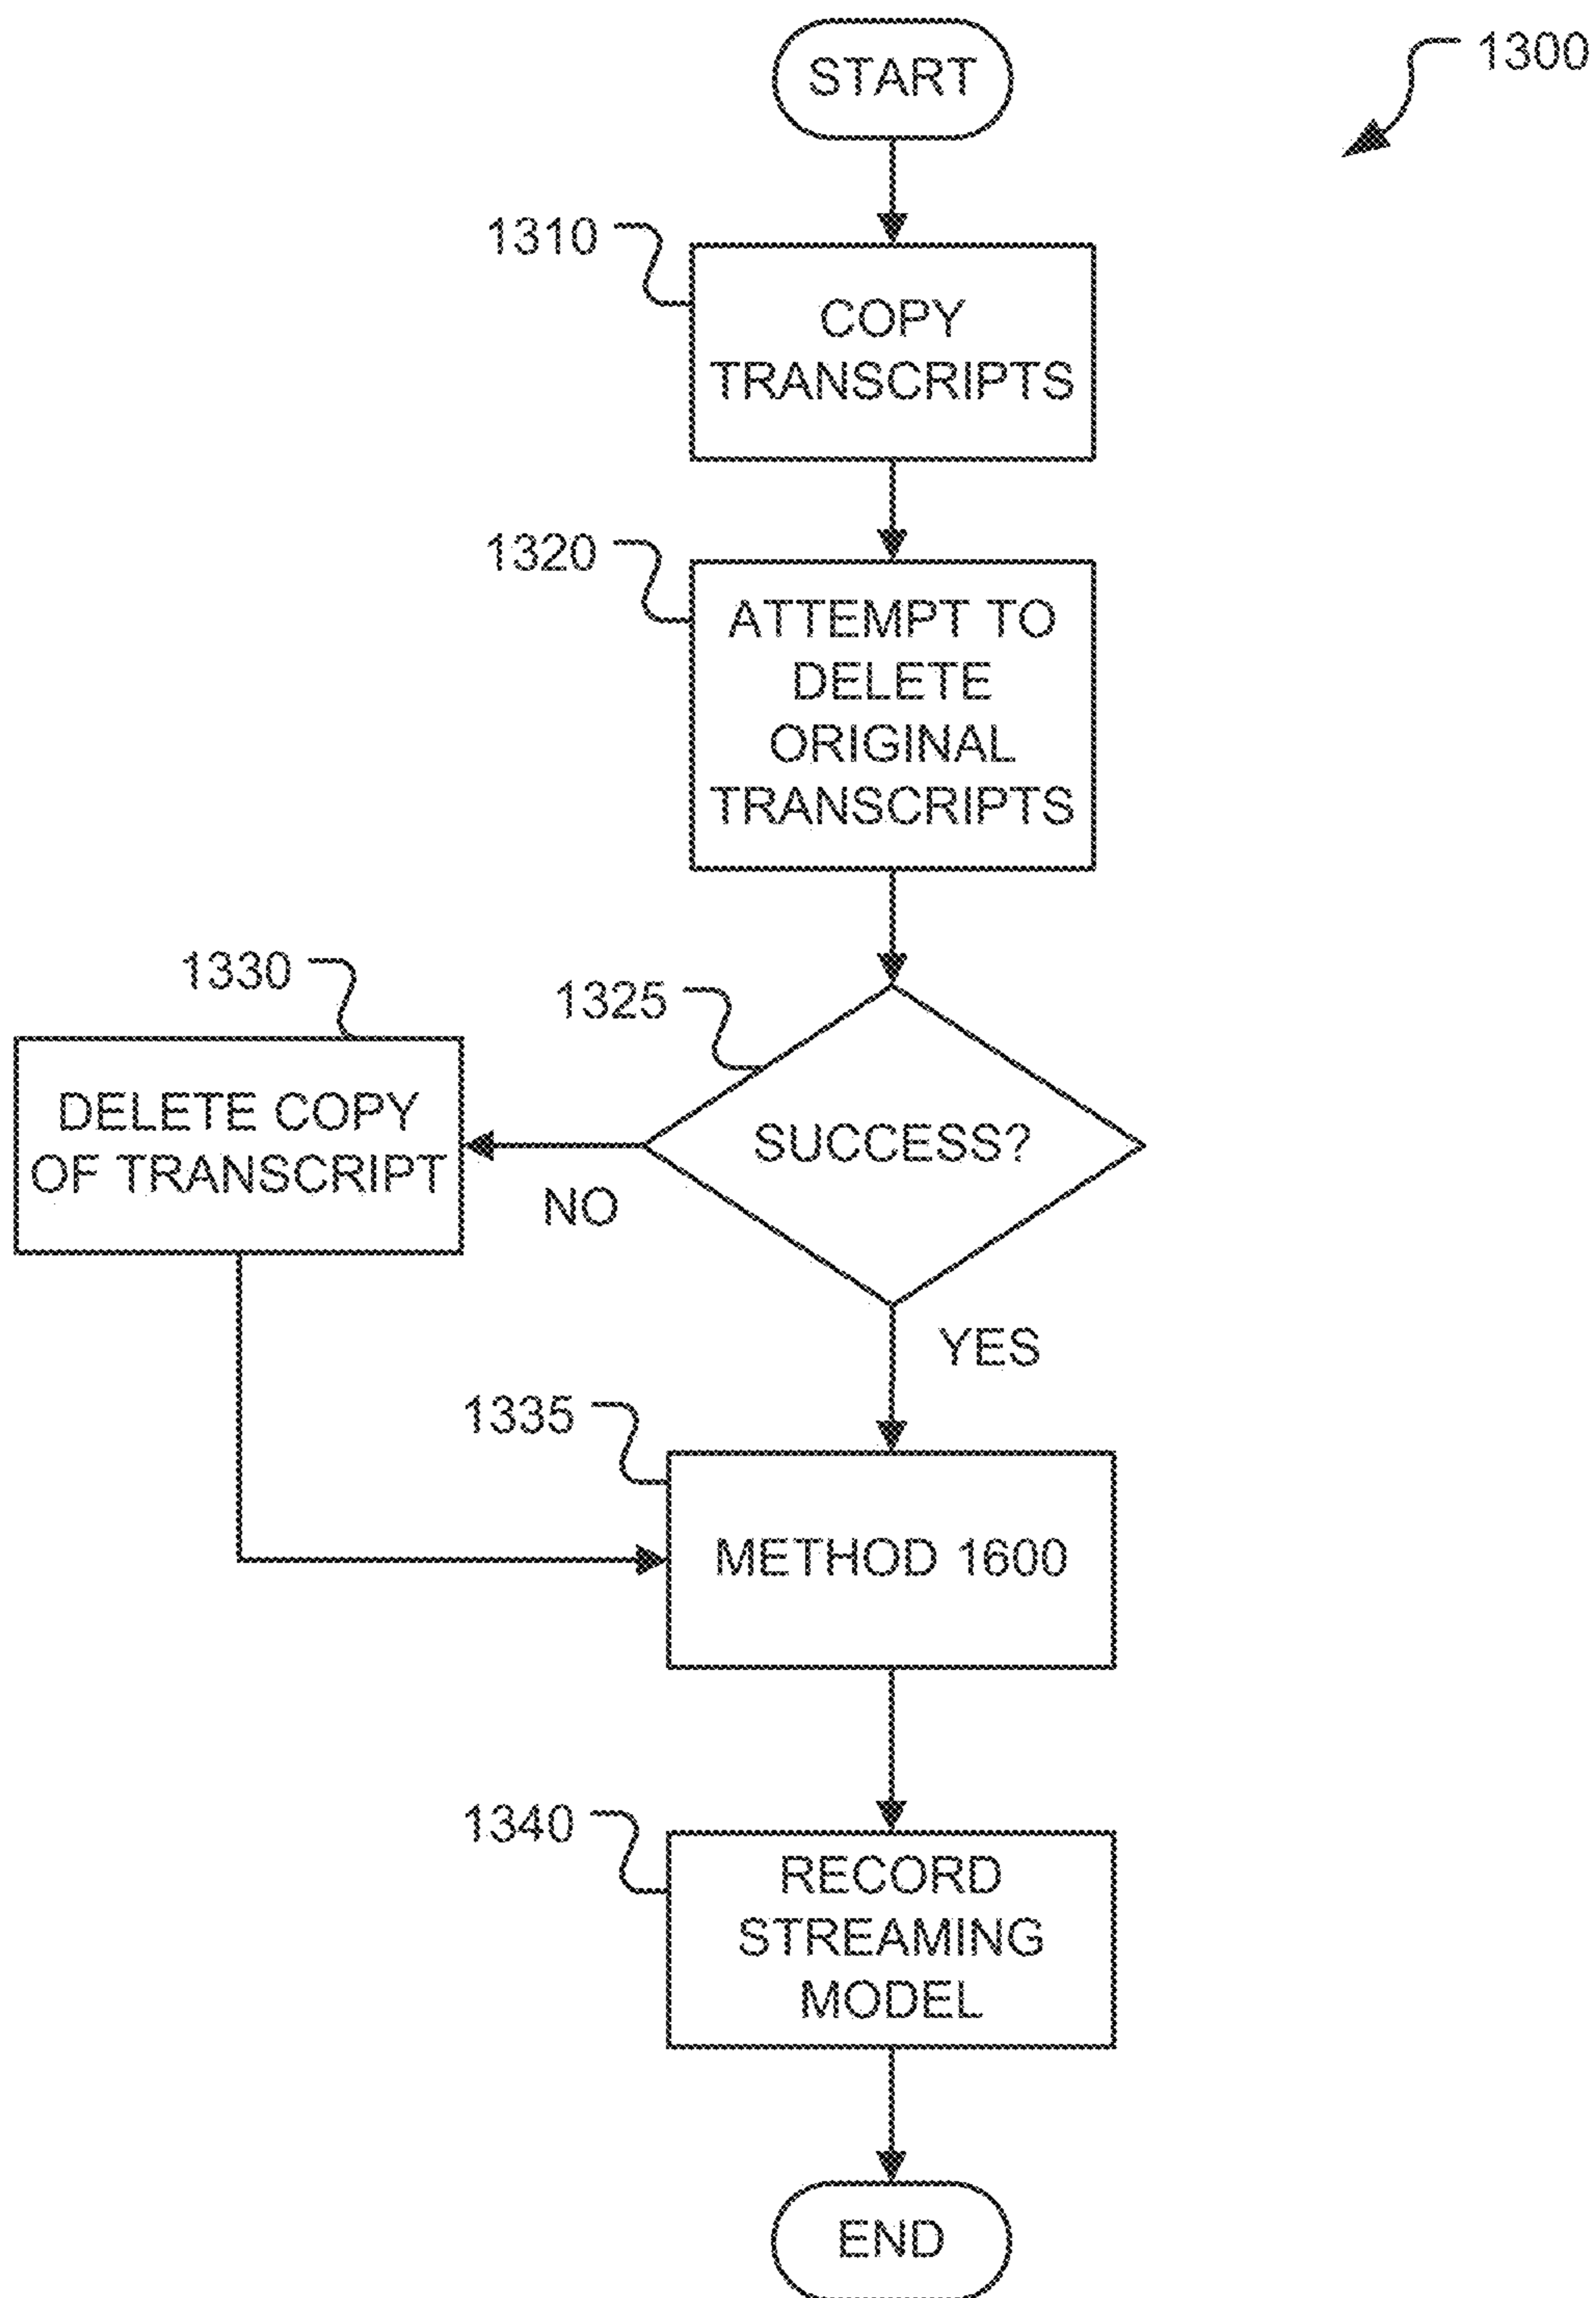 START
1300
1310
COPY
TRANSCRIPTS
1320
ATTEMPT TO
DELETE
ORIGINAL
TRANSCRIPTS
1330
1325
DELETE COPY
OF TRANSCRIPT
SUCCESS?
NO
YES
1335
METHOD 1600
1340
RECORD
STREAMING
MODEL
END